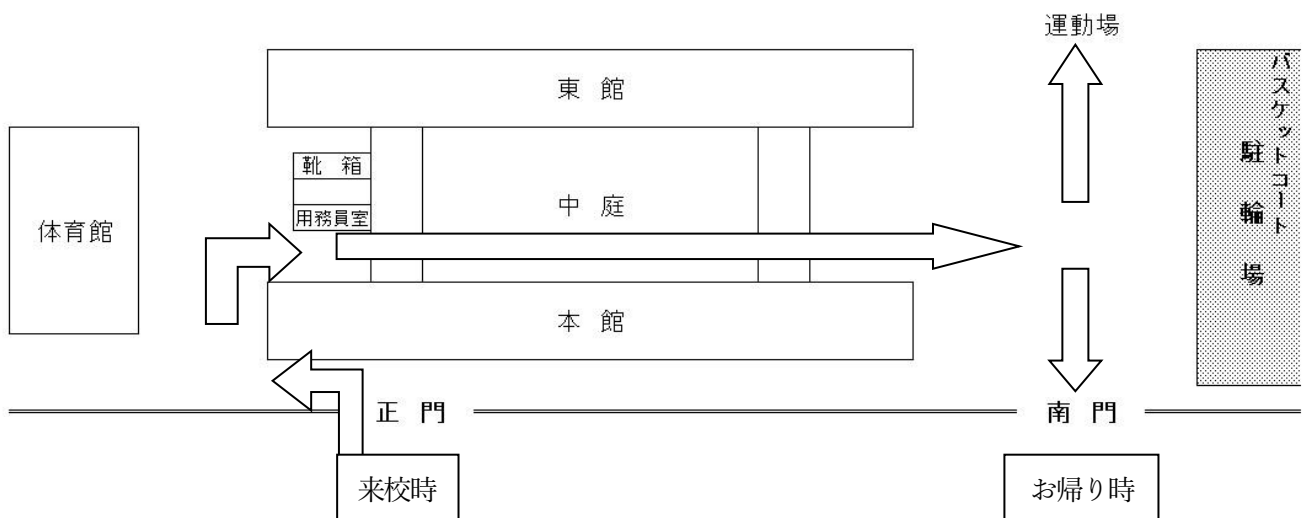 運動場
東館
バスケットコート
駐輪場
靴箱
体育館
中庭
用務員室
本館
正門
南門
来校時
お帰り時